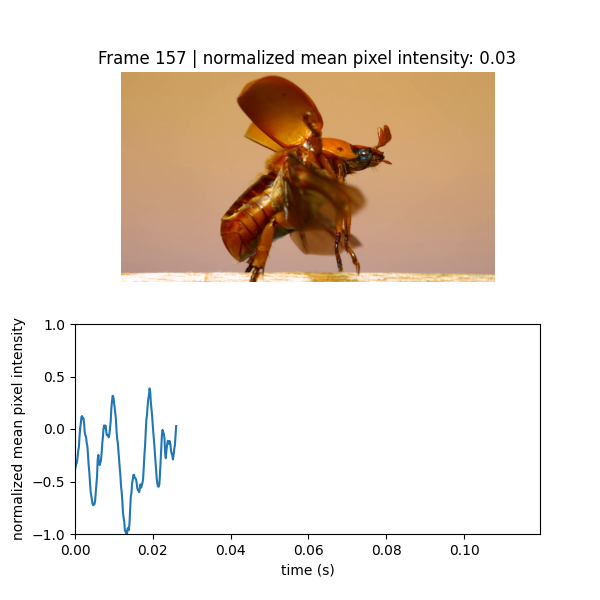 Frame 157 | normalized mean pixel intensity: 0.03
normalized mean pixel intensity
1.0
0.5
0.0
−0.5
−1.0
0.00 0.02 0.04 0.06 0.08 0.10
time (s)